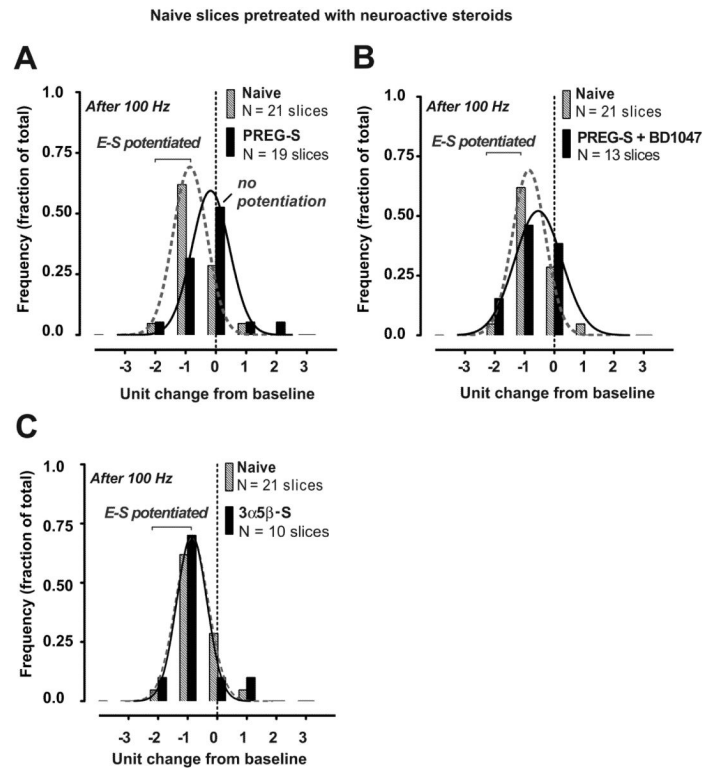 Naive slices pretreated with neuroactive steroids
A
After 100 Hz
Naive
N = 21 slices
PREG-S
N = 19 slices
E-S potentiated
no
potentiation
Frequency (fraction of total)
1.0
0.75
0.50
0.25
0.0
-3 -2 -1 0 1 2 3
Unit change from baseline
B
After 100 Hz
Naive
N = 21 slices
PREG-S + BD1047
N = 13 slices
E-S potentiated
Frequency (fraction of total)
1.0
0.75
0.50
0.25
0.0
-3 -2 -1 0 1 2 3
Unit change from baseline
C
After 100 Hz
Naive
N = 21 slices
3α5β-S
N = 10 slices
E-S potentiated
Frequency (fraction of total)
1.0
0.75
0.50
0.25
0.0
-3 -2 -1 0 1 2 3
Unit change from baseline